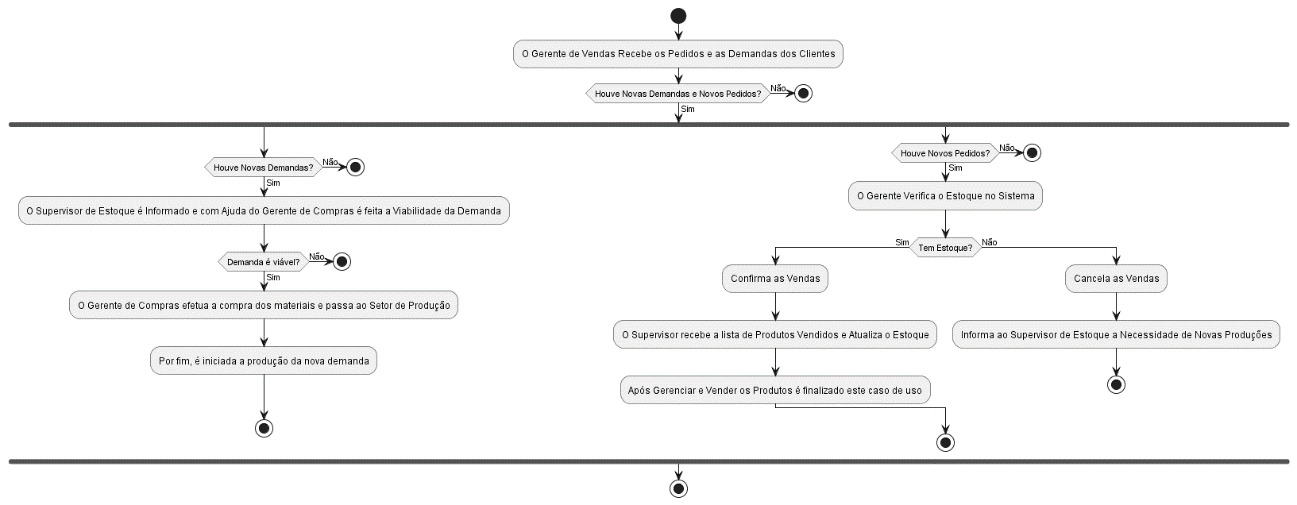 O Gerente de Vendas Recebe os Pedidos e as Demandas dos Clientes
Houve Novas Demandas e Novos Pedidos?
Não
Sim
Houve Novas Demandas?
Não
Sim
O Supervisor de Estoque é Informado e com Ajuda do Gerente de Compras é feita a Viabilidade da Demanda
Demanda é viável?
Não
Sim
O Gerente de Compras efetua a compra dos materiais e passa ao Setor de Produção
Por fim, é iniciada a produção da nova demanda
Houve Novos Pedidos?
Não
Sim
O Gerente Verifica o Estoque no Sistema
Sim
Tem Estoque?
Não
Confirma as Vendas
O Supervisor recebe a lista de Produtos Vendidos e Atualiza o Estoque
Após Gerenciar e Vender os Produtos é finalizado este caso de uso
Cancela as Vendas
Informa ao Supervisor de Estoque a Necessidade de Novas Produções